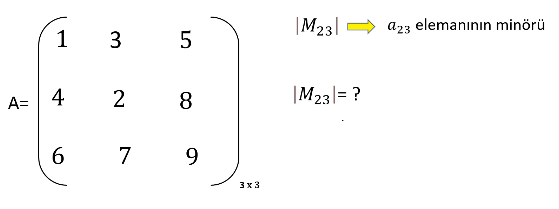 1 3 5 |M₂₃| a₂₃ elemanının minörü
A= 4 2 8 |M₂₃|= ?
6 7 9
3 x 3